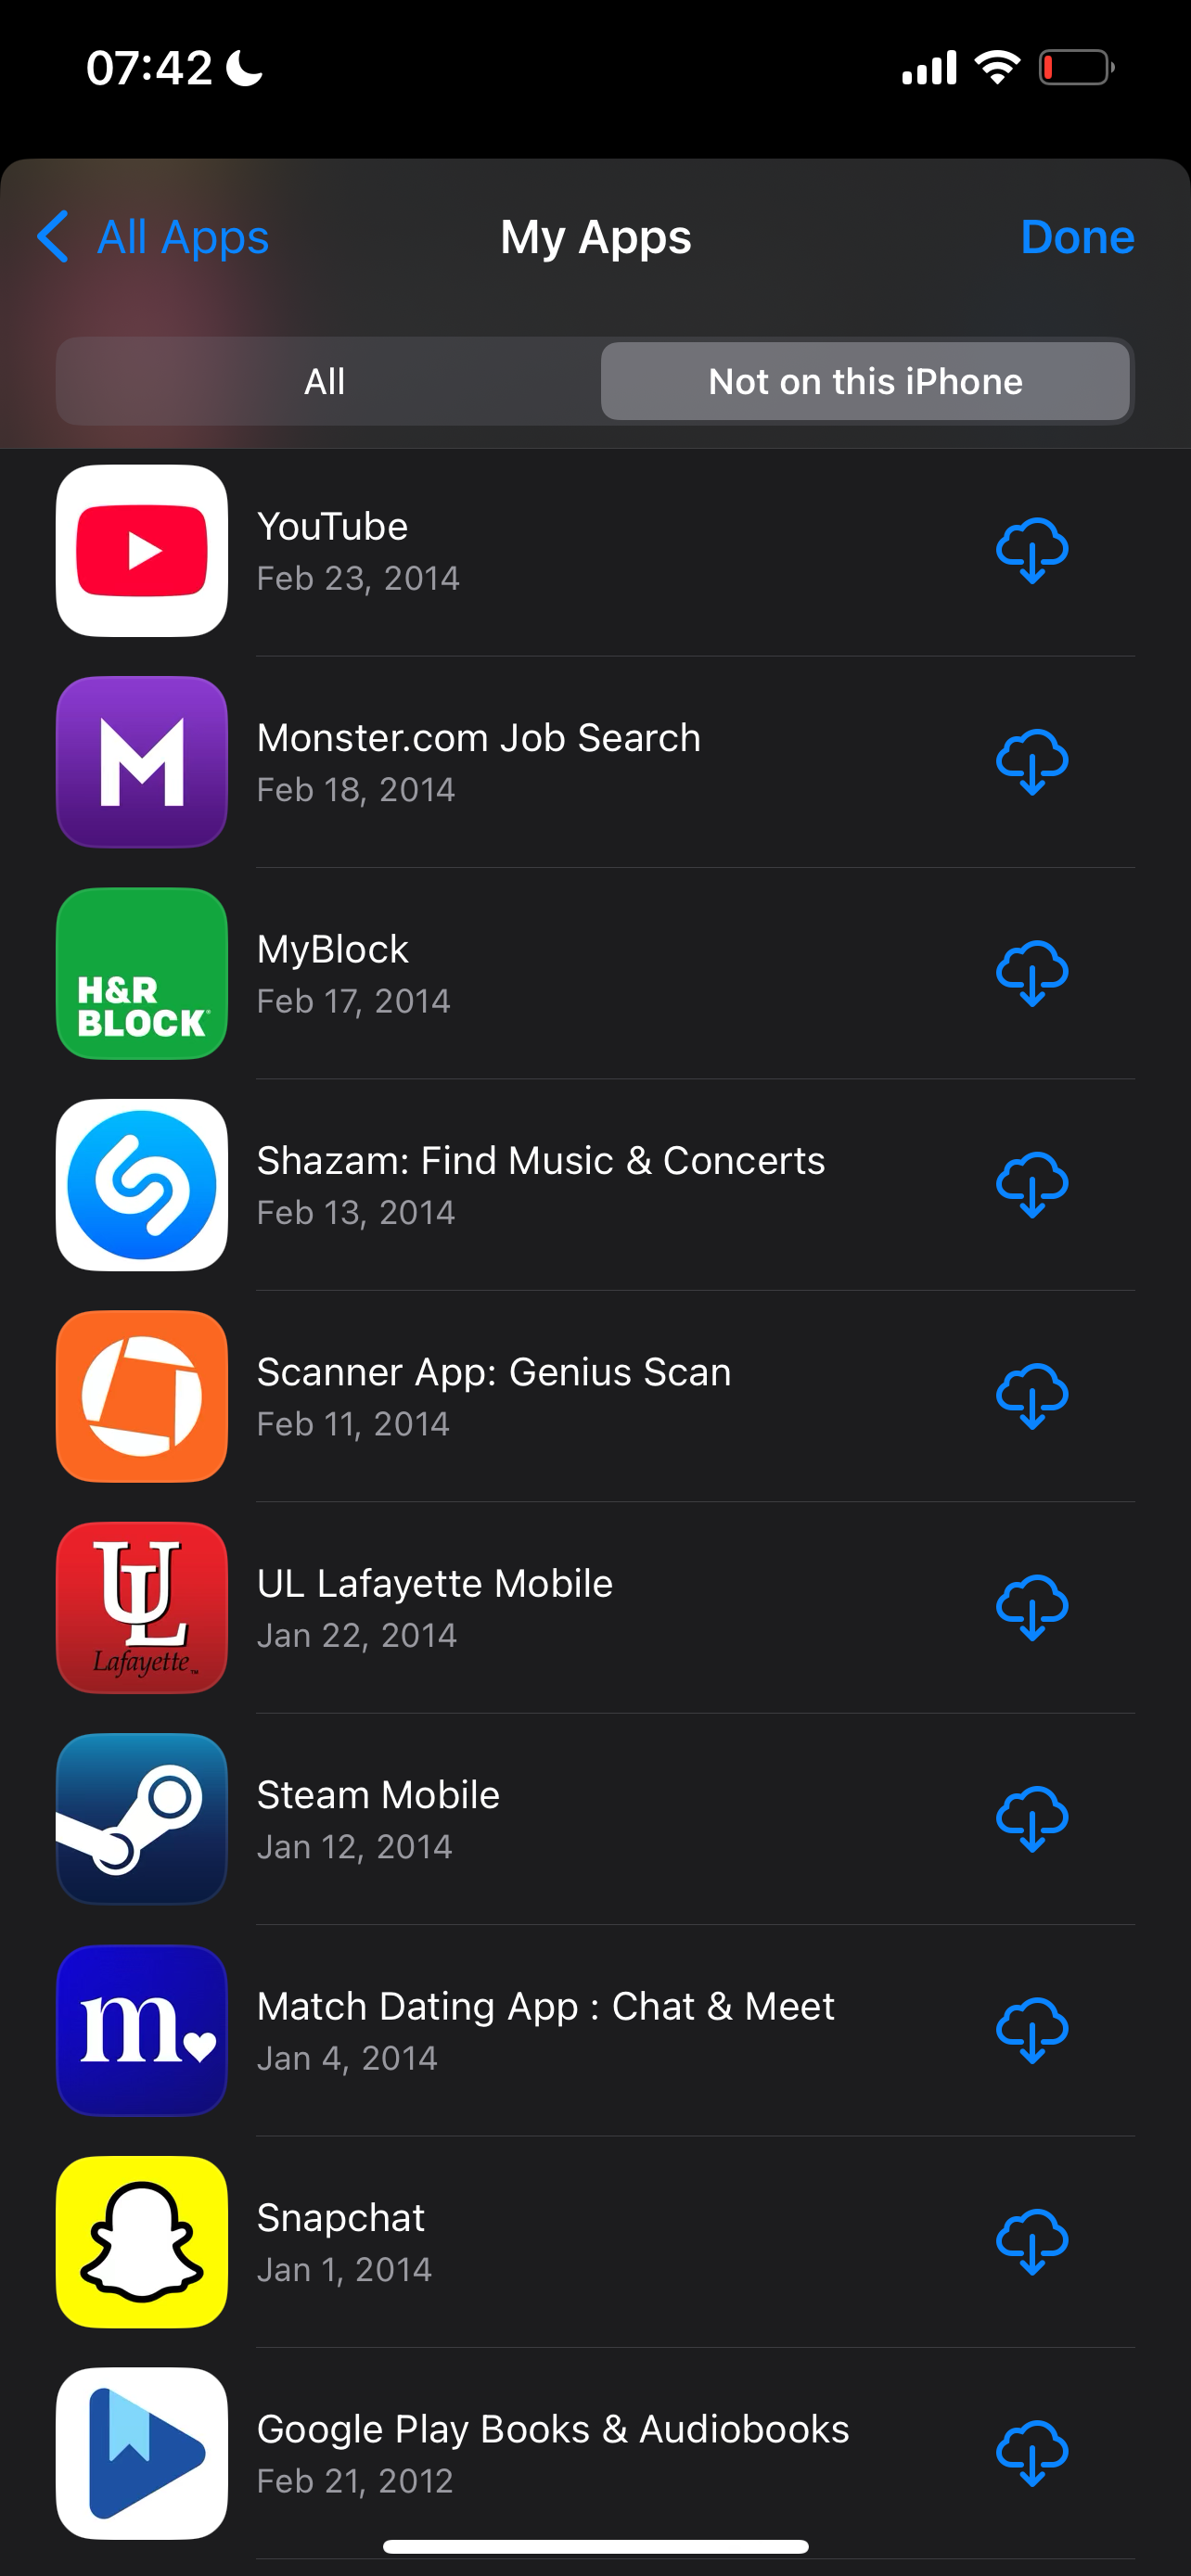 07:42
All Apps My Apps Done
All Not on this iPhone
YouTube
Feb 23, 2014
M
Monster.com Job Search
Feb 18, 2014
H&R
BLOCK
MyBlock
Feb 17, 2014
Shazam: Find Music & Concerts
Feb 13, 2014
Scanner App: Genius Scan
Feb 11, 2014
UL
Lafayette™
UL Lafayette Mobile
Jan 22, 2014
Steam Mobile
Jan 12, 2014
m
Match Dating App : Chat & Meet
Jan 4, 2014
Snapchat
Jan 1, 2014
Google Play Books & Audiobooks
Feb 21, 2012